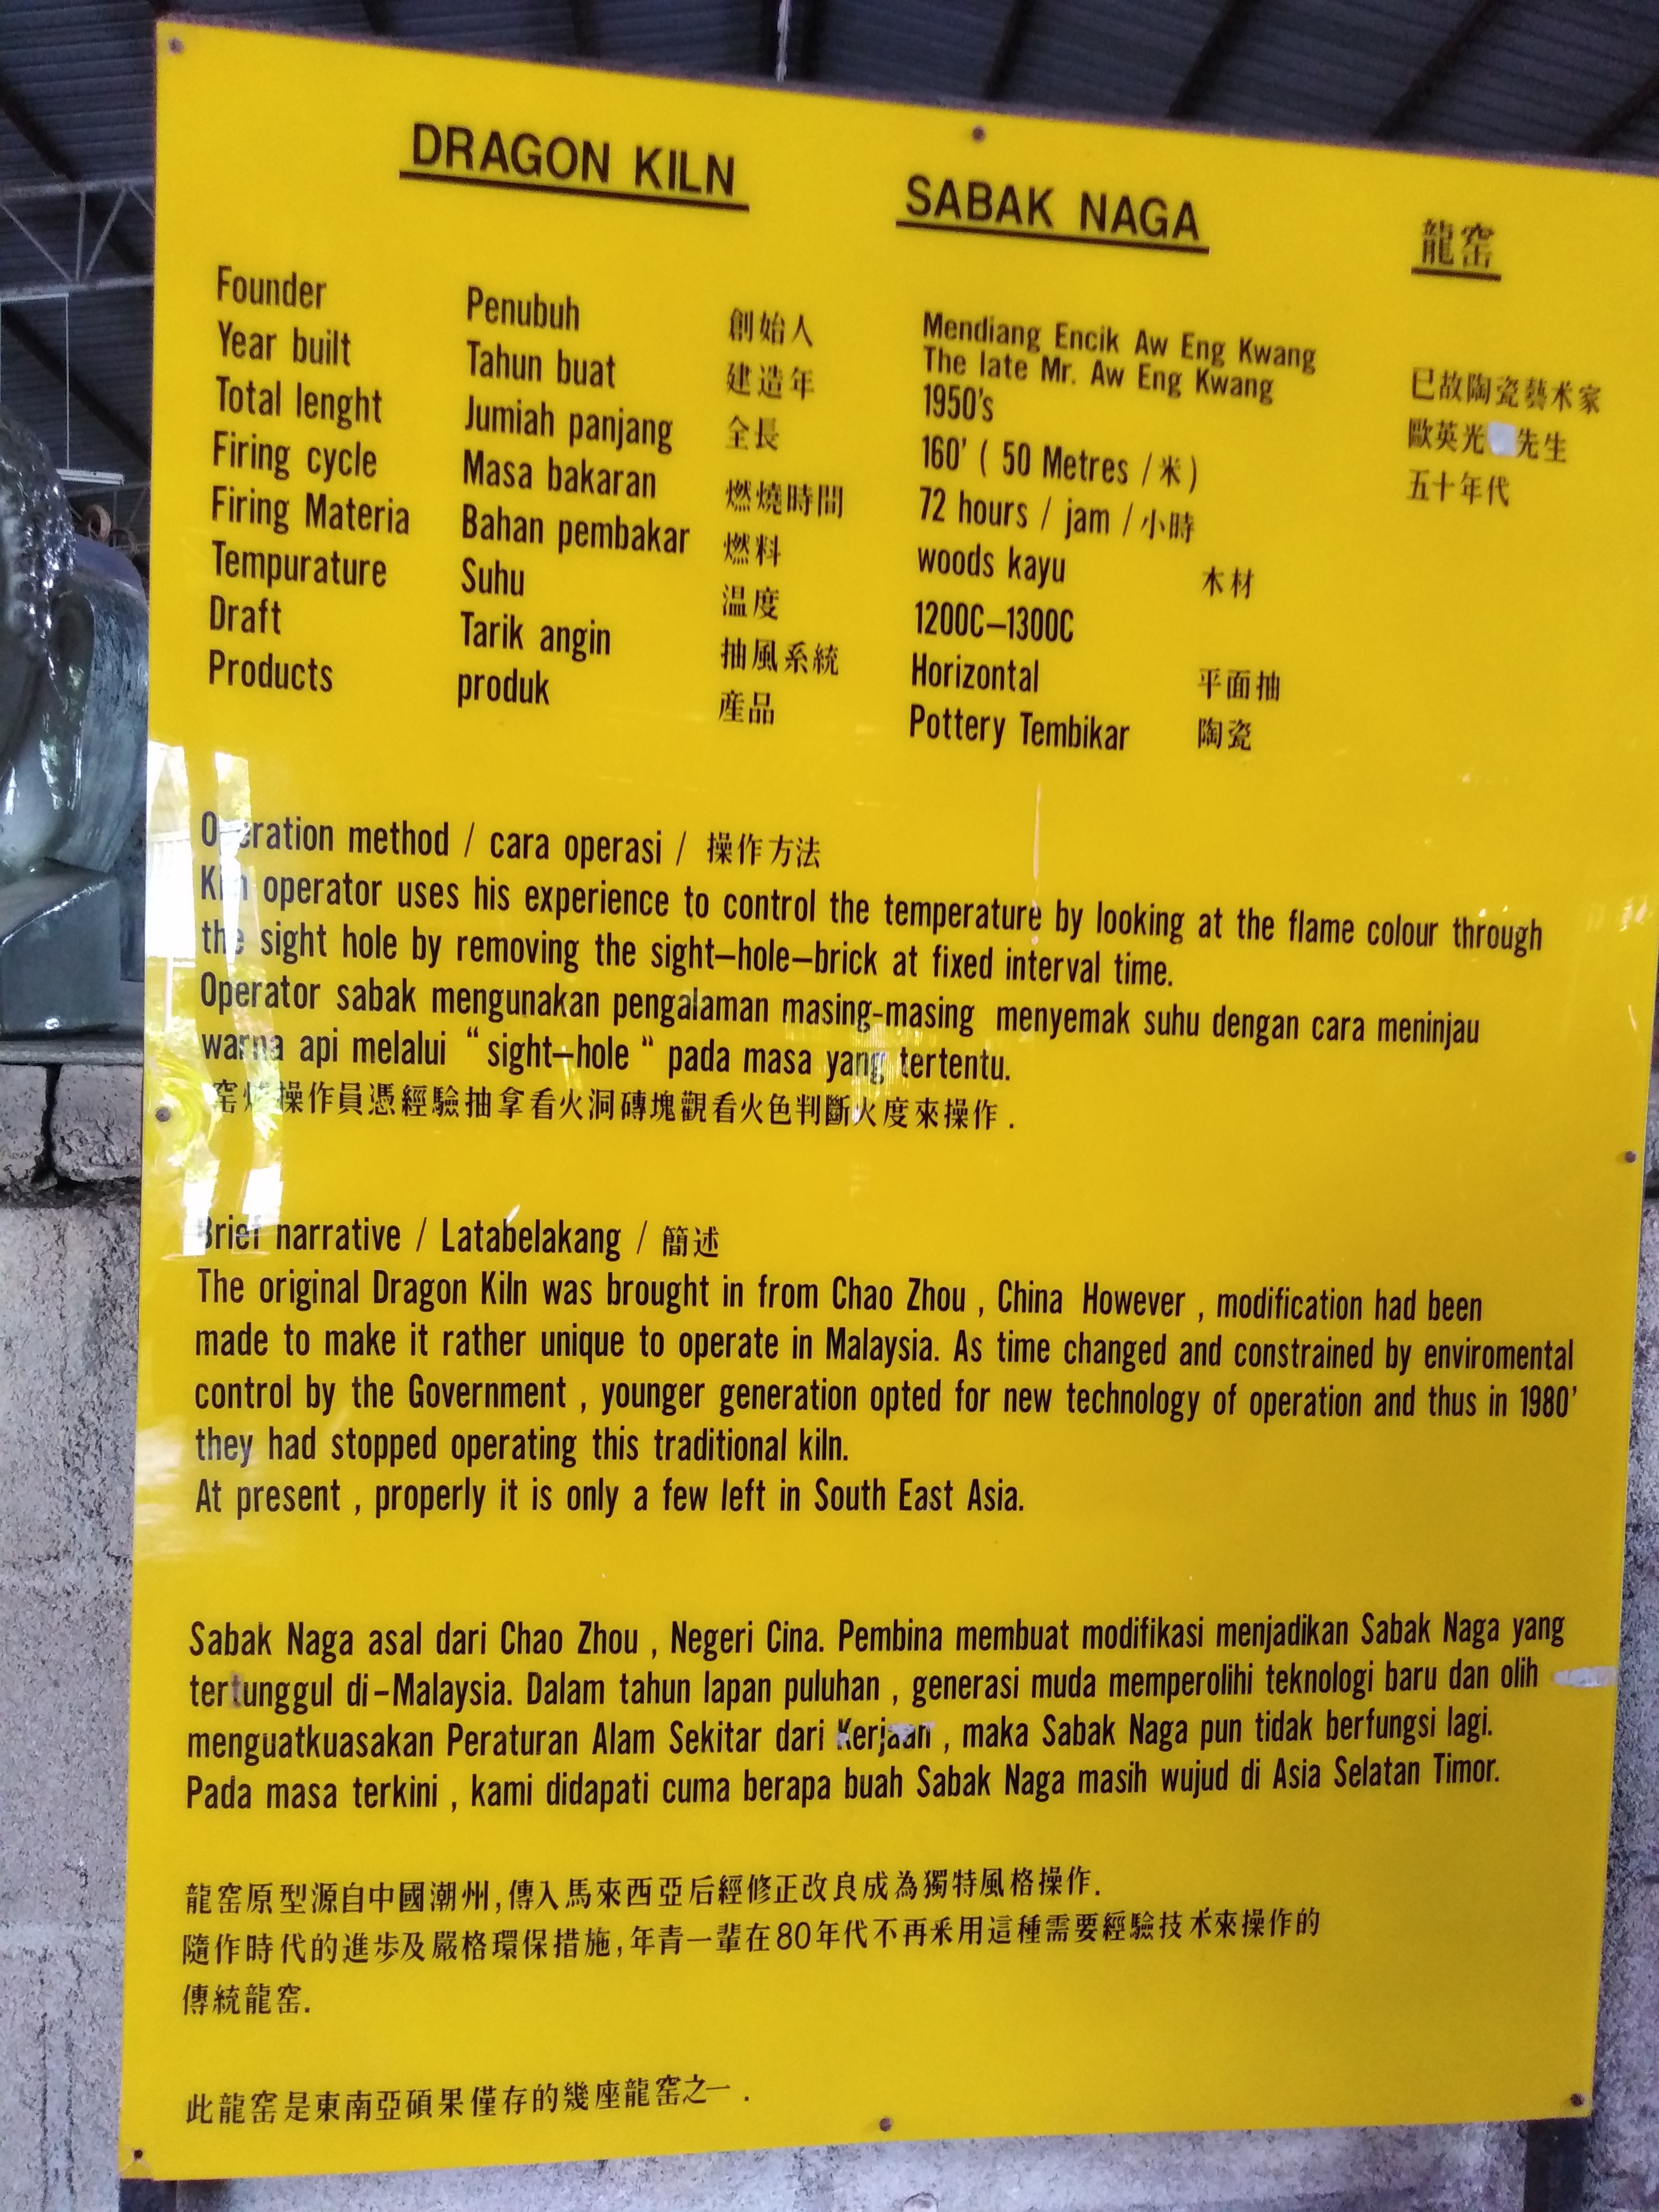 DRAGON KILN SABAK NAGA 龍窑
Founder Penubuh 創始人 Mendiang Encik Aw Eng Kwang
The late Mr. Aw Eng Kwang 已故陶瓷藝术家
歐英光 先生
Year built Tahun buat 建造年 1950's 五十年代
Total lenght Jumiah panjang 全長 160' ( 50 Metres / 米 )
Firing cycle Masa bakaran 燃燒時間 72 hours / jam / 小時
Firing Materia Bahan pembakar 燃料 woods kayu 木材
Tempurature Suhu 温度 1200C–1300C
Draft Tarik angin 抽風系統 Horizontal 平面抽
Products produk 産品 Pottery Tembikar 陶瓷
Operation method / cara operasi / 操作方法
Kiln operator uses his experience to control the temperature by looking at the flame colour through
the sight hole by removing the sight–hole–brick at fixed interval time.
Operator sabak mengunakan pengalaman masing-masing menyemak suhu dengan cara meninjau
warna api melalui " sight–hole " pada masa yang tertentu.
窑燒操作員憑經驗抽拿看火洞磚塊觀看火色判斷火度來操作 .
Brief narrative / Latabelakang / 簡述
The original Dragon Kiln was brought in from Chao Zhou , China However , modification had been
made to make it rather unique to operate in Malaysia. As time changed and constrained by enviromental
control by the Government , younger generation opted for new technology of operation and thus in 1980'
they had stopped operating this traditional kiln.
At present , properly it is only a few left in South East Asia.
Sabak Naga asal dari Chao Zhou , Negeri Cina. Pembina membuat modifikasi menjadikan Sabak Naga yang
tertunggul di–Malaysia. Dalam tahun lapan puluhan , generasi muda memperolihi teknologi baru dan olih
menguatkuasakan Peraturan Alam Sekitar dari Kerjaan , maka Sabak Naga pun tidak berfungsi lagi.
Pada masa terkini , kami didapati cuma berapa buah Sabak Naga masih wujud di Asia Selatan Timor.
龍窑原型源自中國潮州,傳入馬來西亞后經修正改良成為獨特風格操作.
隨作時代的進步及嚴格環保措施,年青一輩在80年代不再釆用這種需要經驗技术來操作的
傳統龍窑.
此龍窑是東南亞碩果僅存的幾座龍窑之一 .